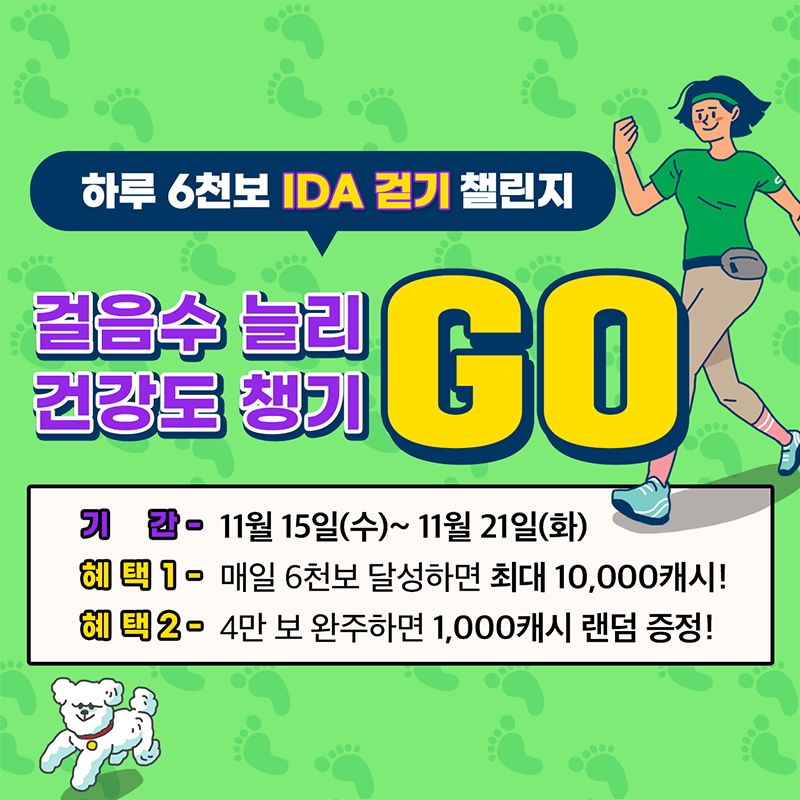 하루 6천보 IDA 걷기 챌린지
걸음수 늘리
건강도 챙기
GO
기 간 - 11월 15일(수)~ 11월 21일(화)
혜 택 1 - 매일 6천보 달성하면 최대 10,000캐시!
혜 택 2 - 4만 보 완주하면 1,000캐시 랜덤 증정!